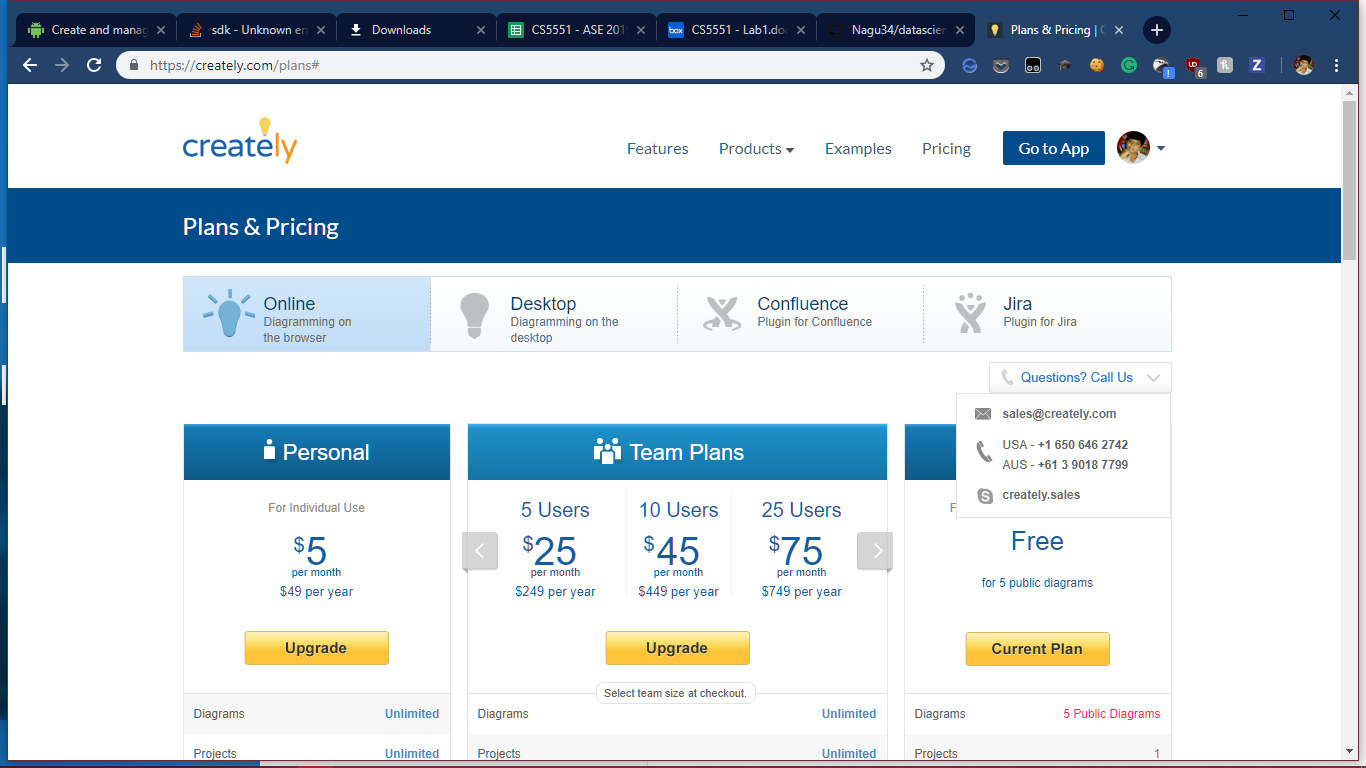 Create and manag
sdk - Unknown err
Downloads
CS5551 - ASE 201
box
CS5551 - Lab1.do
Nagu34/datascien
Plans & Pricing | C
https://creately.com/plans#
6
Z
creately
Features
Products
Examples
Pricing
Go to App
Plans & Pricing
Online
Diagramming on
the browser
Desktop
Diagramming on the
desktop
Confluence
Plugin for Confluence
Jira
Plugin for Jira
Questions? Call Us
sales@creately.com
USA - +1 650 646 2742
AUS - +61 3 9018 7799
creately.sales
Personal
For Individual Use
$5
per month
$49 per year
Upgrade
Team Plans
5 Users
$25
per month
$249 per year
10 Users
$45
per month
$449 per year
25 Users
$75
per month
$749 per year
Upgrade
Select team size at checkout.
F
Free
for 5 public diagrams
Current Plan
Diagrams Unlimited
Diagrams Unlimited
Diagrams 5 Public Diagrams
Projects Unlimited
Projects Unlimited
Projects 1